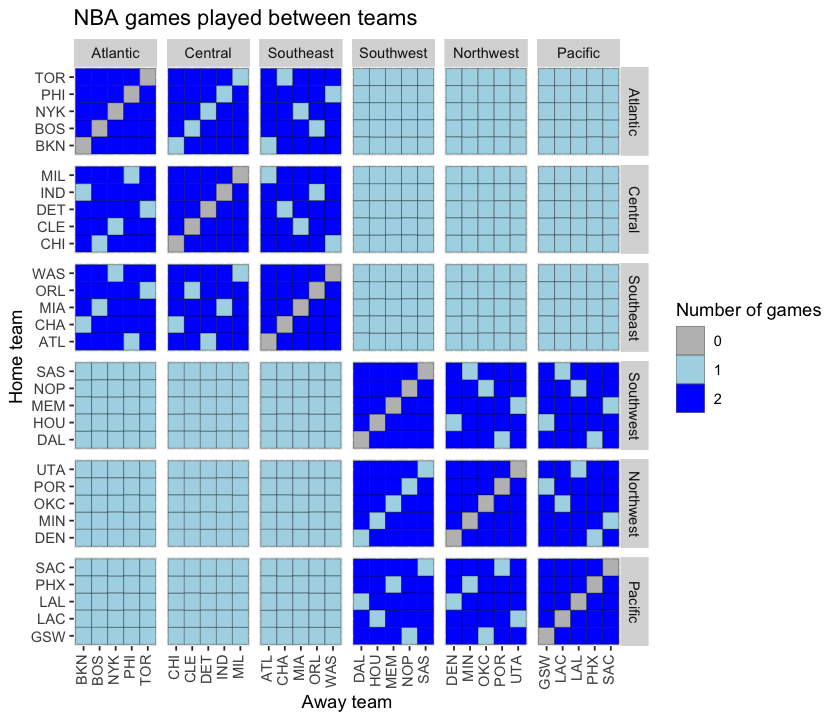 NBA games played between teams
Atlantic Central Southeast Southwest Northwest Pacific
TOR
PHI
NYK
BOS
BKN
Atlantic
MIL
IND
DET
CLE
CHI
Central
WAS
ORL
MIA
CHA
ATL
Southeast
SAS
NOP
MEM
HOU
DAL
Southwest
UTA
POR
OKC
MIN
DEN
Northwest
SAC
PHX
LAL
LAC
GSW
Pacific
Home team
BKN BOS NYK PHI TOR CHI CLE DET IND MIL ATL CHA MIA ORL WAS DAL HOU MEM NOP SAS DEN MIN OKC POR UTA GSW LAC LAL PHX SAC
Away team
Number of games
0
1
2